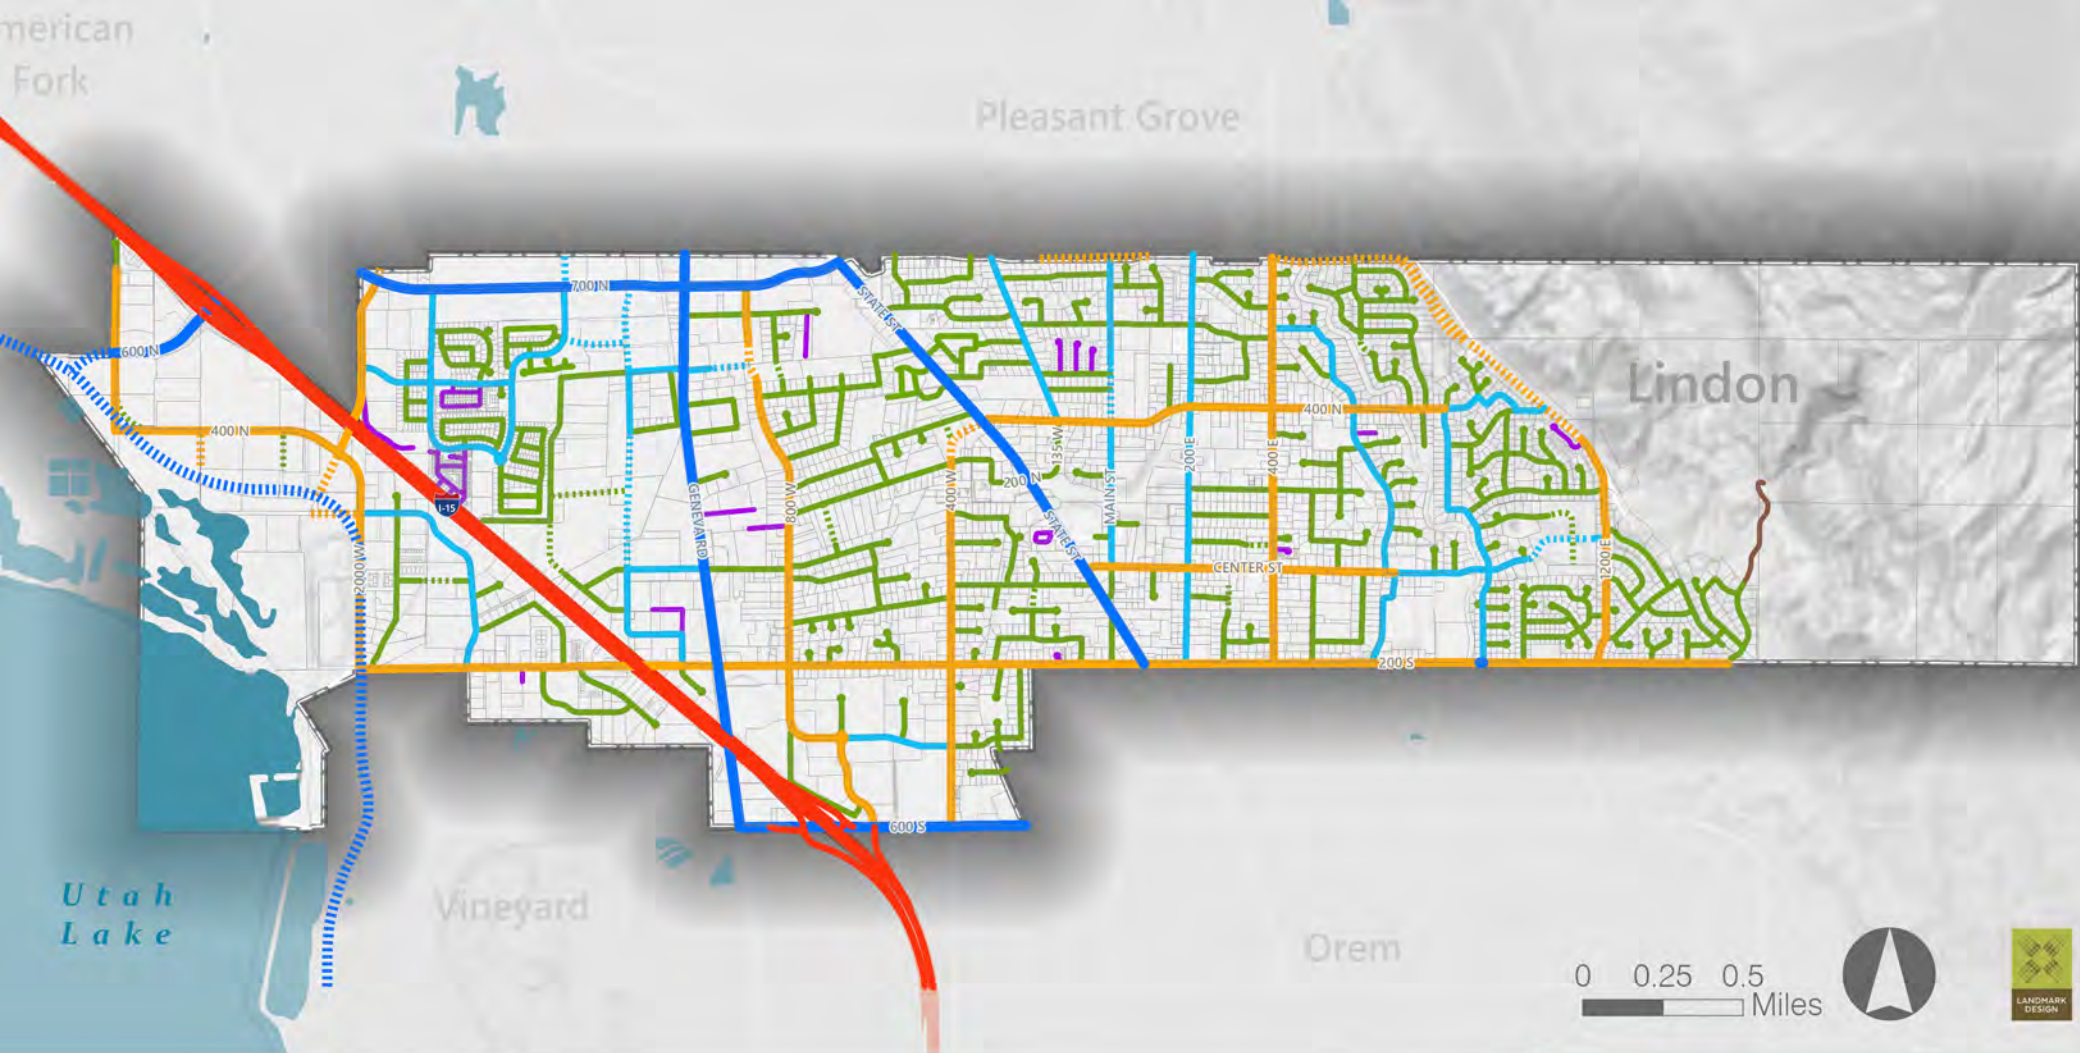 merican
Fork
Pleasant Grove
700 N
STATE ST
600 N
Lindon
400 N
400 N
200 E
400 E
135 W
200 N
400 W
MAIN ST
800 W
I-15
GENEVA RD
STATE ST
2000 W
CENTER ST
1200 E
200 S
600 S
Utah
Lake
Vineyard
Orem
0 0.25 0.5
Miles
LANDMARK
DESIGN